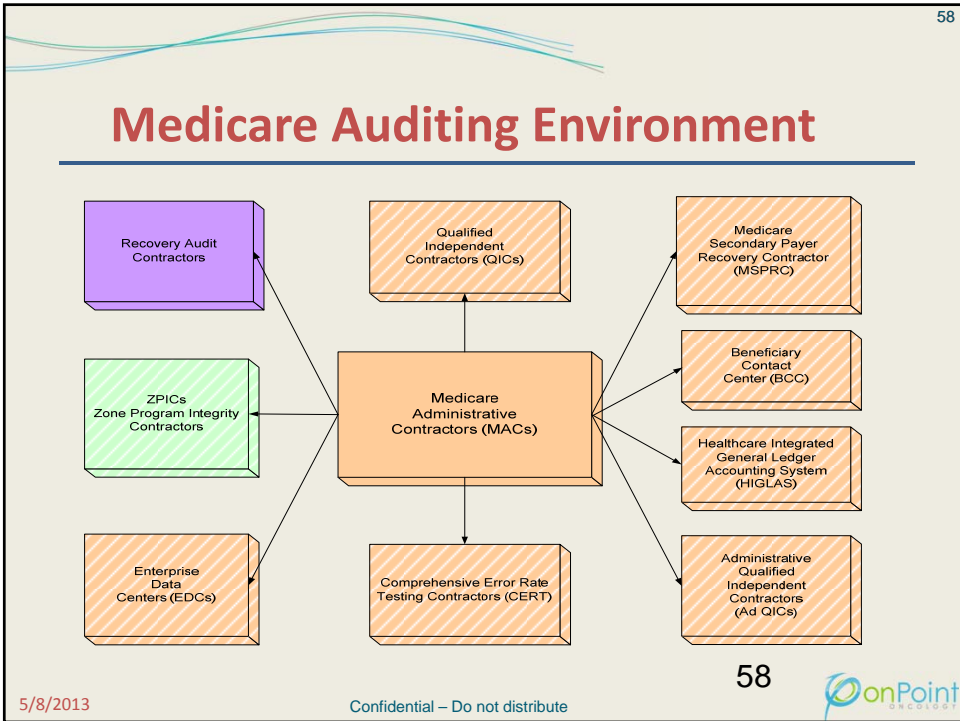 58
Medicare Auditing Environment
Recovery Audit
Contractors
Qualified
Independent
Contractors (QICs)
Medicare
Secondary Payer
Recovery Contractor
(MSPRC)
Beneficiary
Contact
Center (BCC)
ZPICs
Zone Program Integrity
Contractors
Medicare
Administrative
Contractors (MACs)
Healthcare Integrated
General Ledger
Accounting System
(HIGLAS)
Enterprise
Data
Centers (EDCs)
Comprehensive Error Rate
Testing Contractors (CERT)
Administrative
Qualified
Independent
Contractors
(Ad QICs)
58
5/8/2013
Confidential – Do not distribute
onPoint
ONCOLOGY